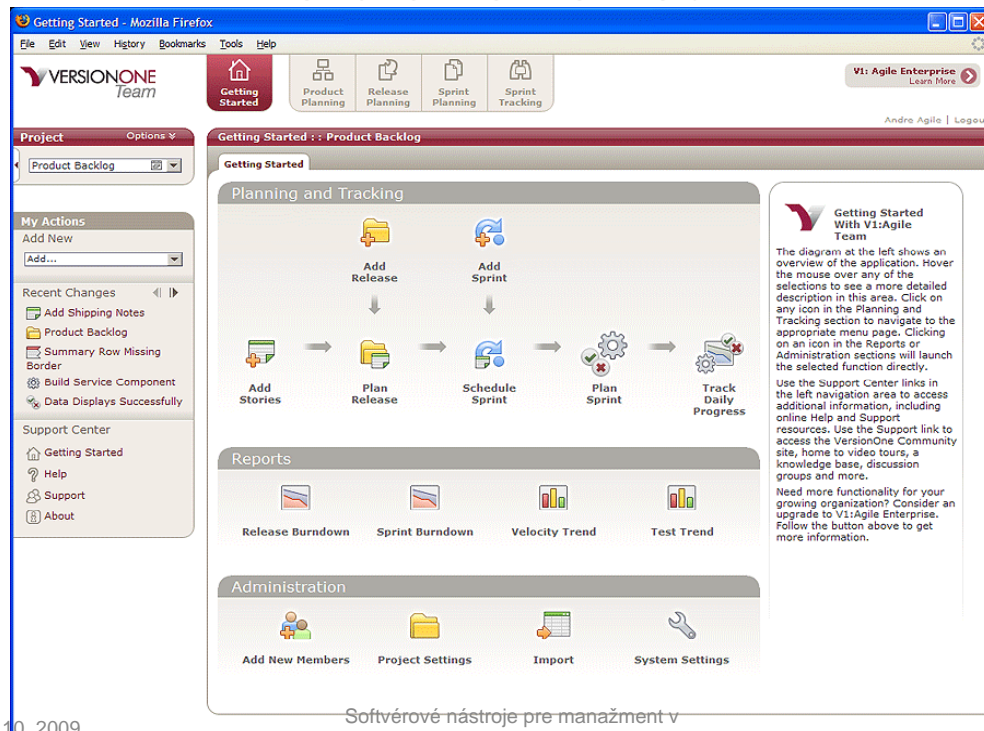 Getting Started - Mozilla Firefox
File Edit View History Bookmarks Tools Help
VERSIONONE
Team
Getting
Started
Product
Planning
Release
Planning
Sprint
Planning
Sprint
Tracking
V1: Agile Enterprise
Learn More
Andre Agile | Logou
Project Options
Product Backlog
My Actions
Add New
Add...
Recent Changes
Add Shipping Notes
Product Backlog
Summary Row Missing
Border
Build Service Component
Data Displays Successfully
Support Center
Getting Started
Help
Support
About
Getting Started :: Product Backlog
Getting Started
Planning and Tracking
Add
Release
Add
Sprint
Add
Stories
Plan
Release
Schedule
Sprint
Plan
Sprint
Track
Daily
Progress
Reports
Release Burndown
Sprint Burndown
Velocity Trend
Test Trend
Administration
Add New Members
Project Settings
Import
System Settings
Getting Started
With V1:Agile
Team
The diagram at the left shows an
overview of the application. Hover
the mouse over any of the
selections to see a more detailed
description in this area. Click on
any icon in the Planning and
Tracking section to navigate to the
appropriate menu page. Clicking
on an icon in the Reports or
Administration sections will launch
the selected function directly.
Use the Support Center links in
the left navigation area to access
additional information, including
online Help and Support
resources. Use the Support link to
access the VersionOne Community
site, home to video tours, a
knowledge base, discussion
groups and more.
Need more functionality for your
growing organization? Consider an
upgrade to V1:Agile Enterprise.
Follow the button above to get
more information.
10. 2009
Softvérové nástroje pre manažment v